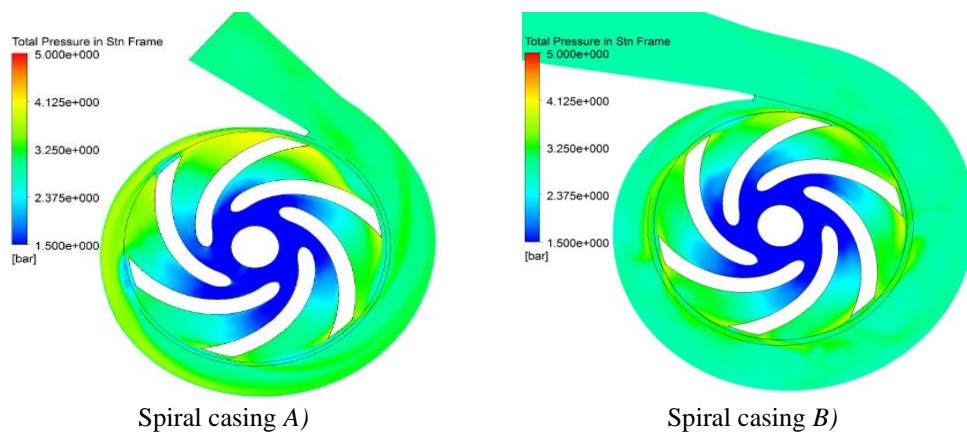 Total Pressure in Stn Frame
5.000e+000
4.125e+000
3.250e+000
2.375e+000
1.500e+000
[bar]
Spiral casing A)
Total Pressure in Stn Frame
5.000e+000
4.125e+000
3.250e+000
2.375e+000
1.500e+000
[bar]
Spiral casing B)